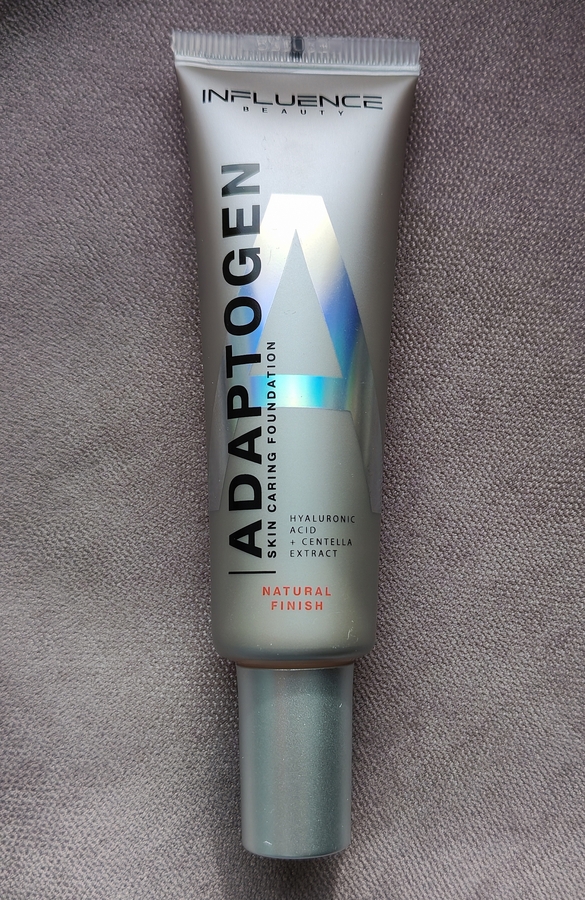 INFLUENCE
BEAUTY
ADAPTOGEN
SKIN CARING FOUNDATION
HYALURONIC
ACID
+ CENTELLA
EXTRACT
NATURAL
FINISH